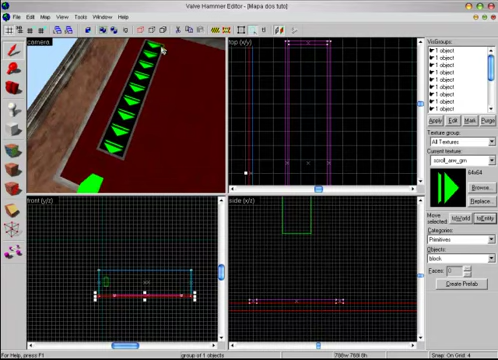 Valve Hammer Editor - [Mapa dos tuto]
File Edit Map View Tools Window Help
camera
top (x/y)
front (y/z)
side (x/z)
VisGroups:
1 object
1 object
1 object
1 object
1 object
1 object
1 object
1 object
Apply Edit Mark Purge
Texture group:
All Textures
Current texture:
scroll_arw_grn
64x64
Browse...
Replace...
Move selected:
toWorld toEntity
Categories:
Primitives
Objects:
block
Faces: 0
Create Prefab
For Help, press F1
group of 1 objects
Snap: On Grid: 4